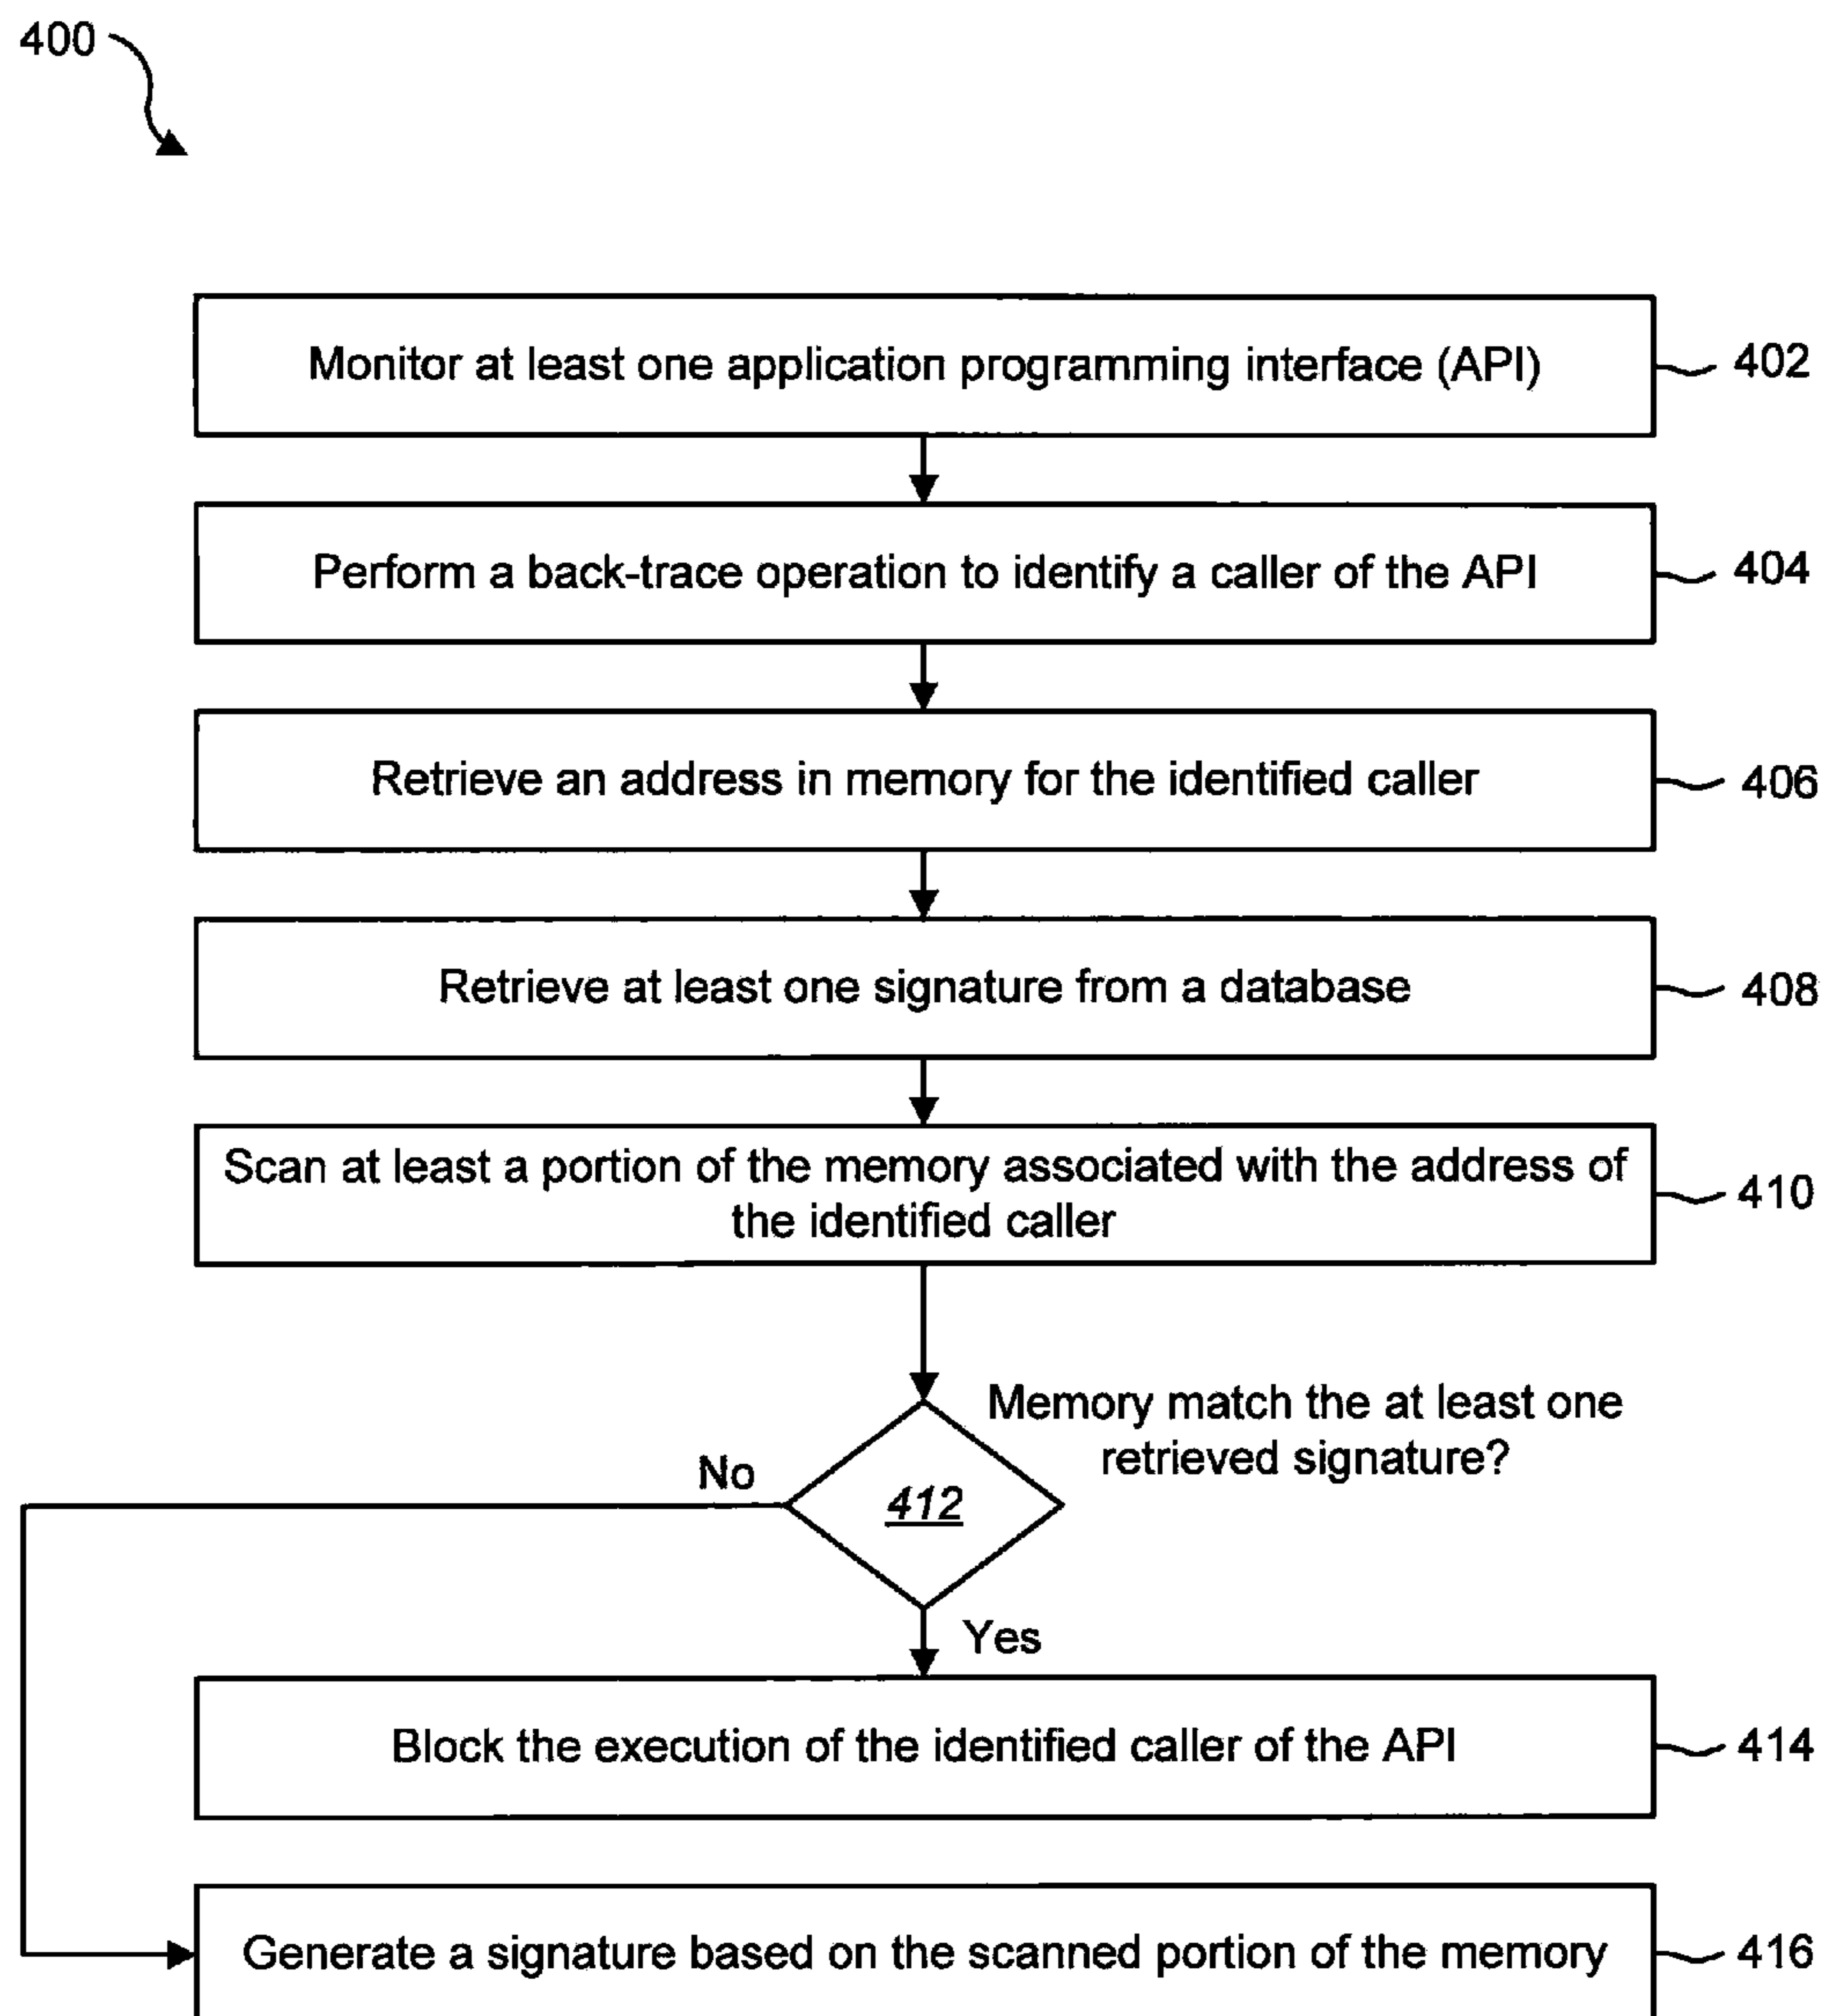 400
Monitor at least one application programming interface (API)
402
Perform a back-trace operation to identify a caller of the API
404
Retrieve an address in memory for the identified caller
406
Retrieve at least one signature from a database
408
Scan at least a portion of the memory associated with the address of
the identified caller
410
Memory match the at least one
retrieved signature?
No
412
Yes
Block the execution of the identified caller of the API
414
Generate a signature based on the scanned portion of the memory
416